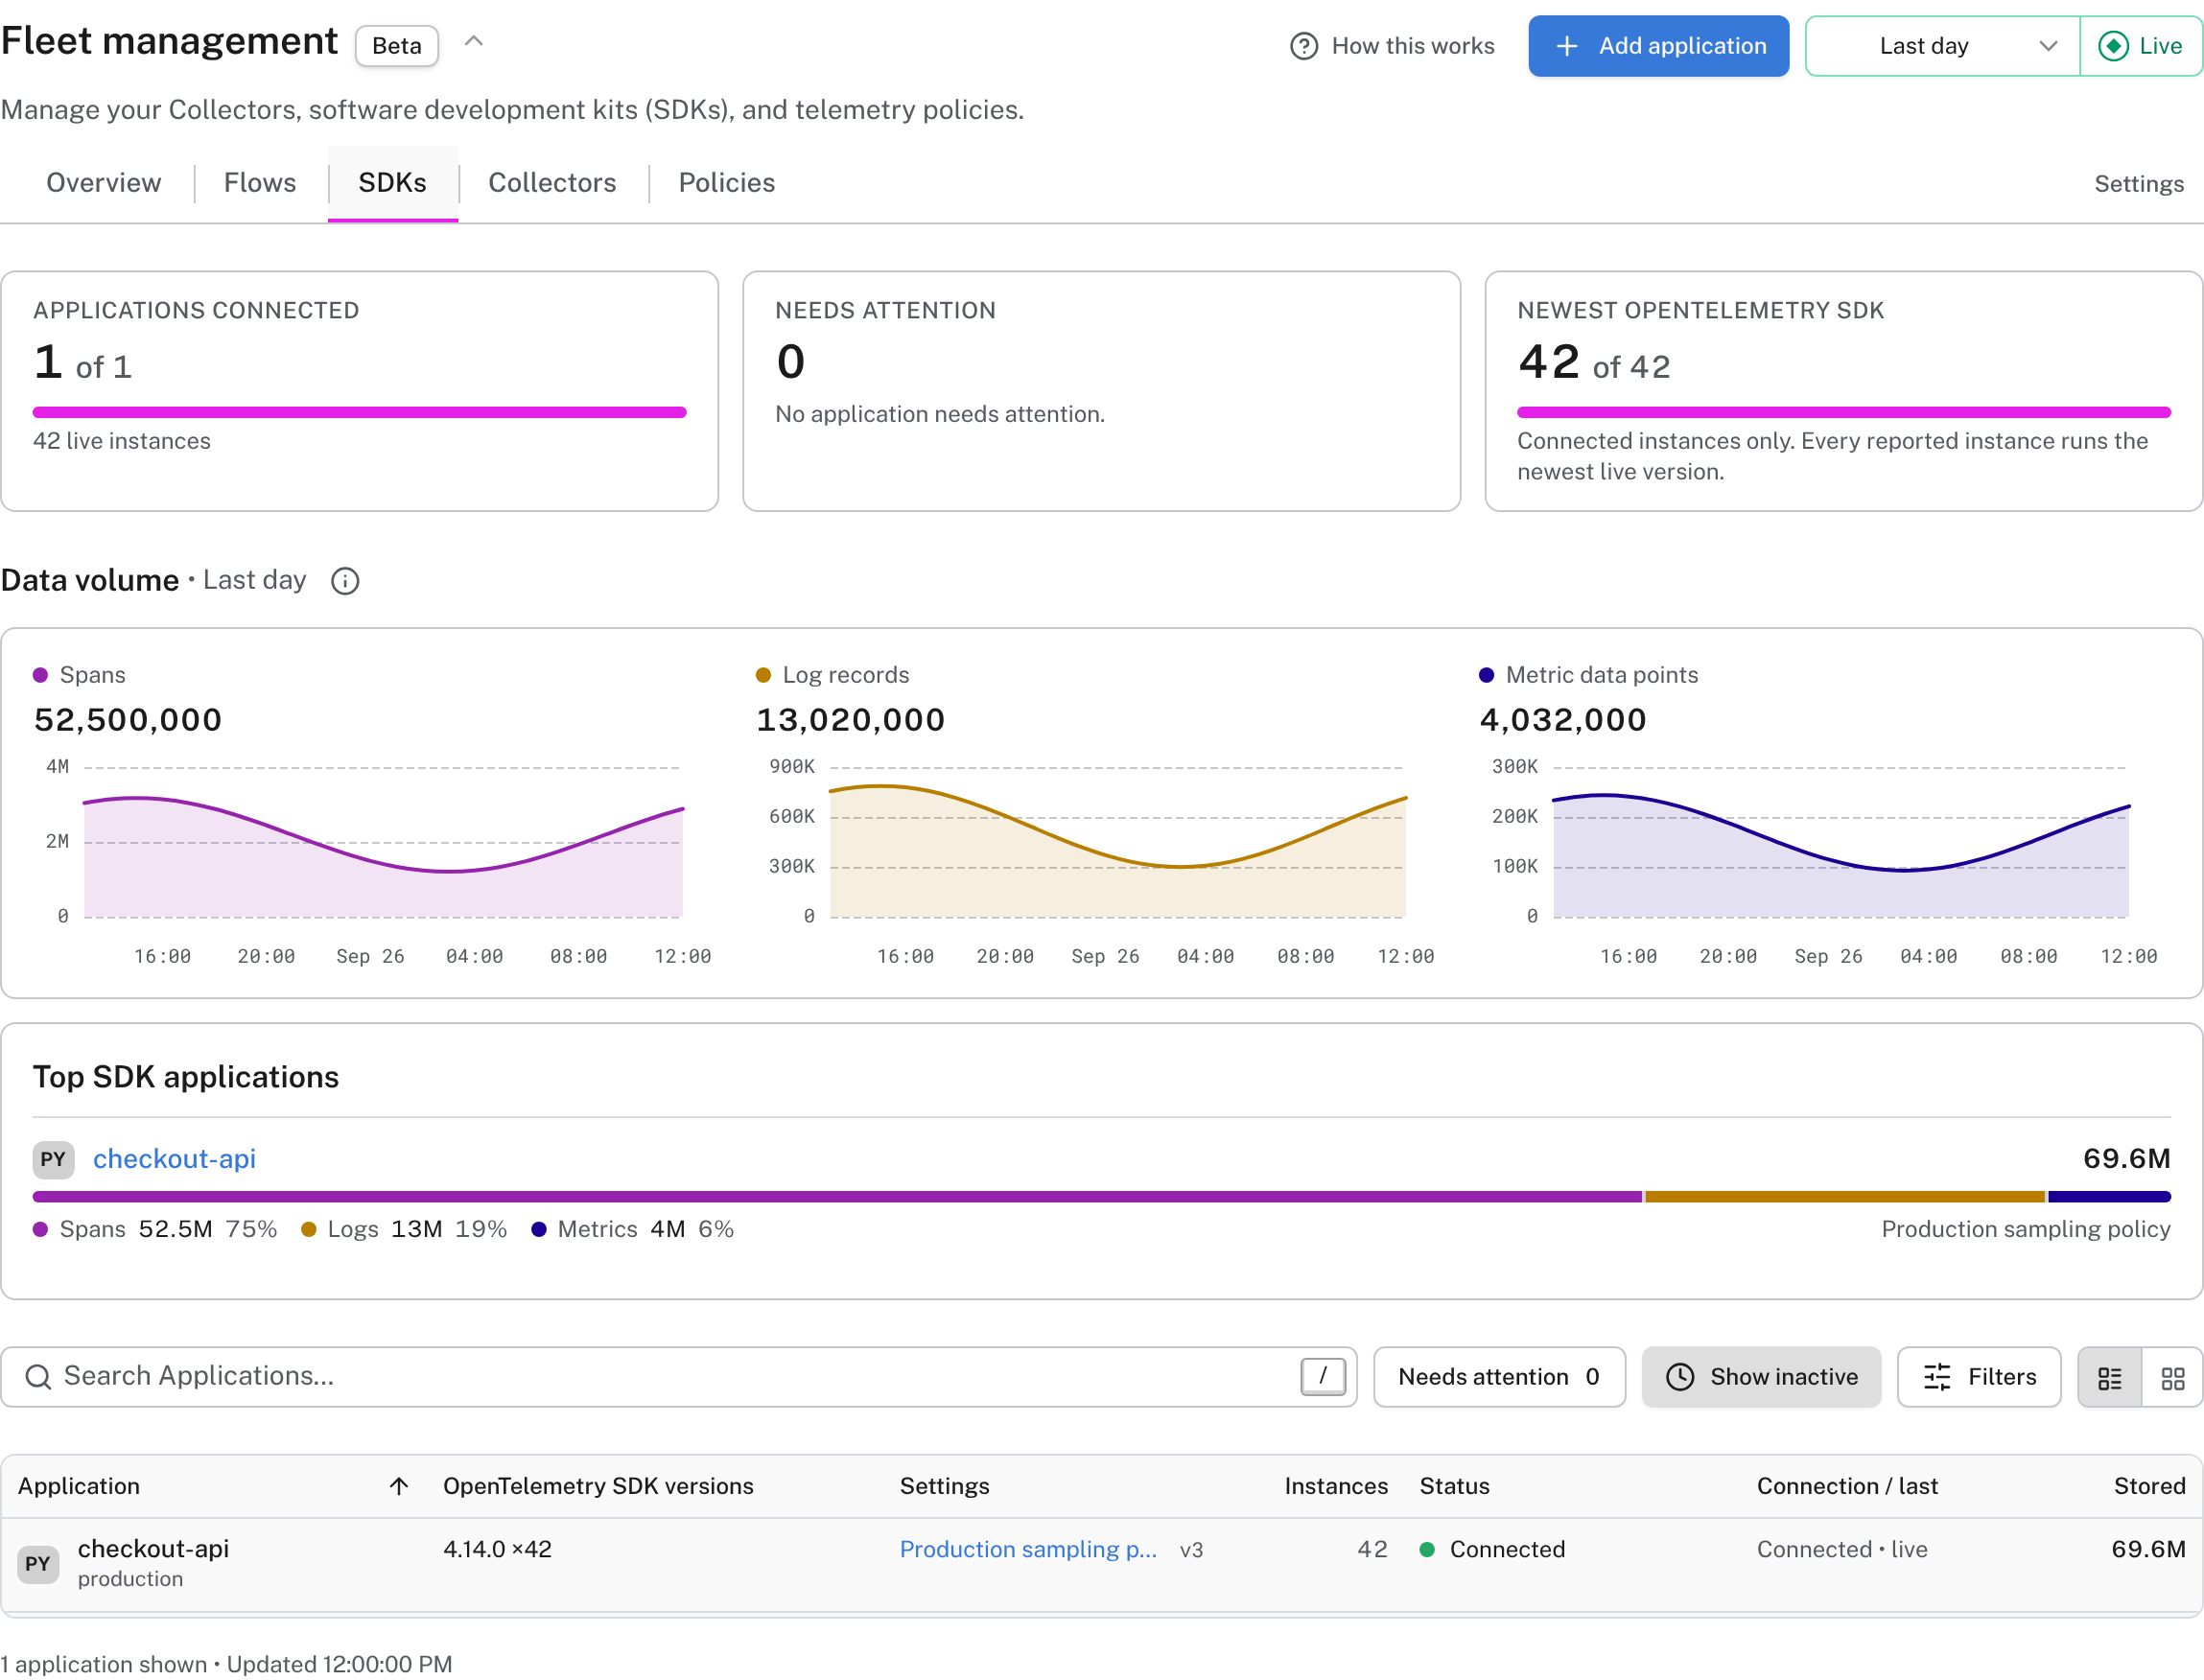 Fleet management
Beta
How this works
+ Add application
Last day
Live
Manage your Collectors, software development kits (SDKs), and telemetry policies.
Overview
Flows
SDKs
Collectors
Policies
Settings
APPLICATIONS CONNECTED
1 of 1
42 live instances
NEEDS ATTENTION
0
No application needs attention.
NEWEST OPENTELEMETRY SDK
42 of 42
Connected instances only. Every reported instance runs the
newest live version.
Data volume • Last day
Spans
52,500,000
4M
2M
0
16:00 20:00 Sep 26 04:00 08:00 12:00
Log records
13,020,000
900K
600K
300K
0
16:00 20:00 Sep 26 04:00 08:00 12:00
Metric data points
4,032,000
300K
200K
100K
0
16:00 20:00 Sep 26 04:00 08:00 12:00
Top SDK applications
PY checkout-api 69.6M
Spans 52.5M 75% Logs 13M 19% Metrics 4M 6% Production sampling policy
Search Applications...
/
Needs attention 0
Show inactive
Filters
Application ↑ OpenTelemetry SDK versions Settings Instances Status Connection / last Stored
PY checkout-api 4.14.0 ×42 Production sampling p... v3 42 Connected Connected • live 69.6M
production
1 application shown • Updated 12:00:00 PM